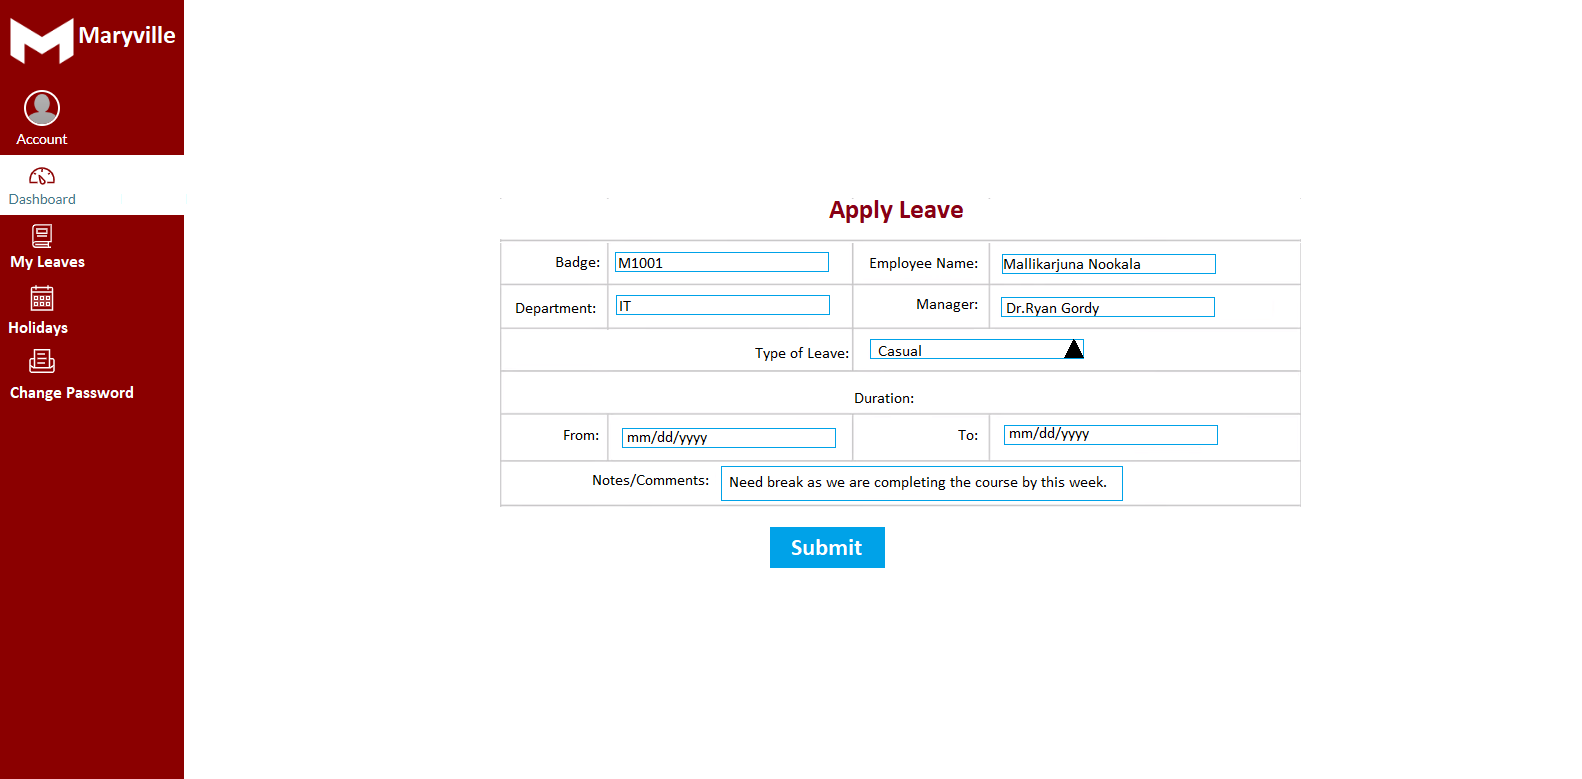 Maryville
Account
Dashboard
My Leaves
Holidays
Change Password
Apply Leave
Badge: M1001 Employee Name: Mallikarjuna Nookala
Department: IT Manager: Dr.Ryan Gordy
Type of Leave: Casual
Duration:
From: mm/dd/yyyy To: mm/dd/yyyy
Notes/Comments: Need break as we are completing the course by this week.
Submit